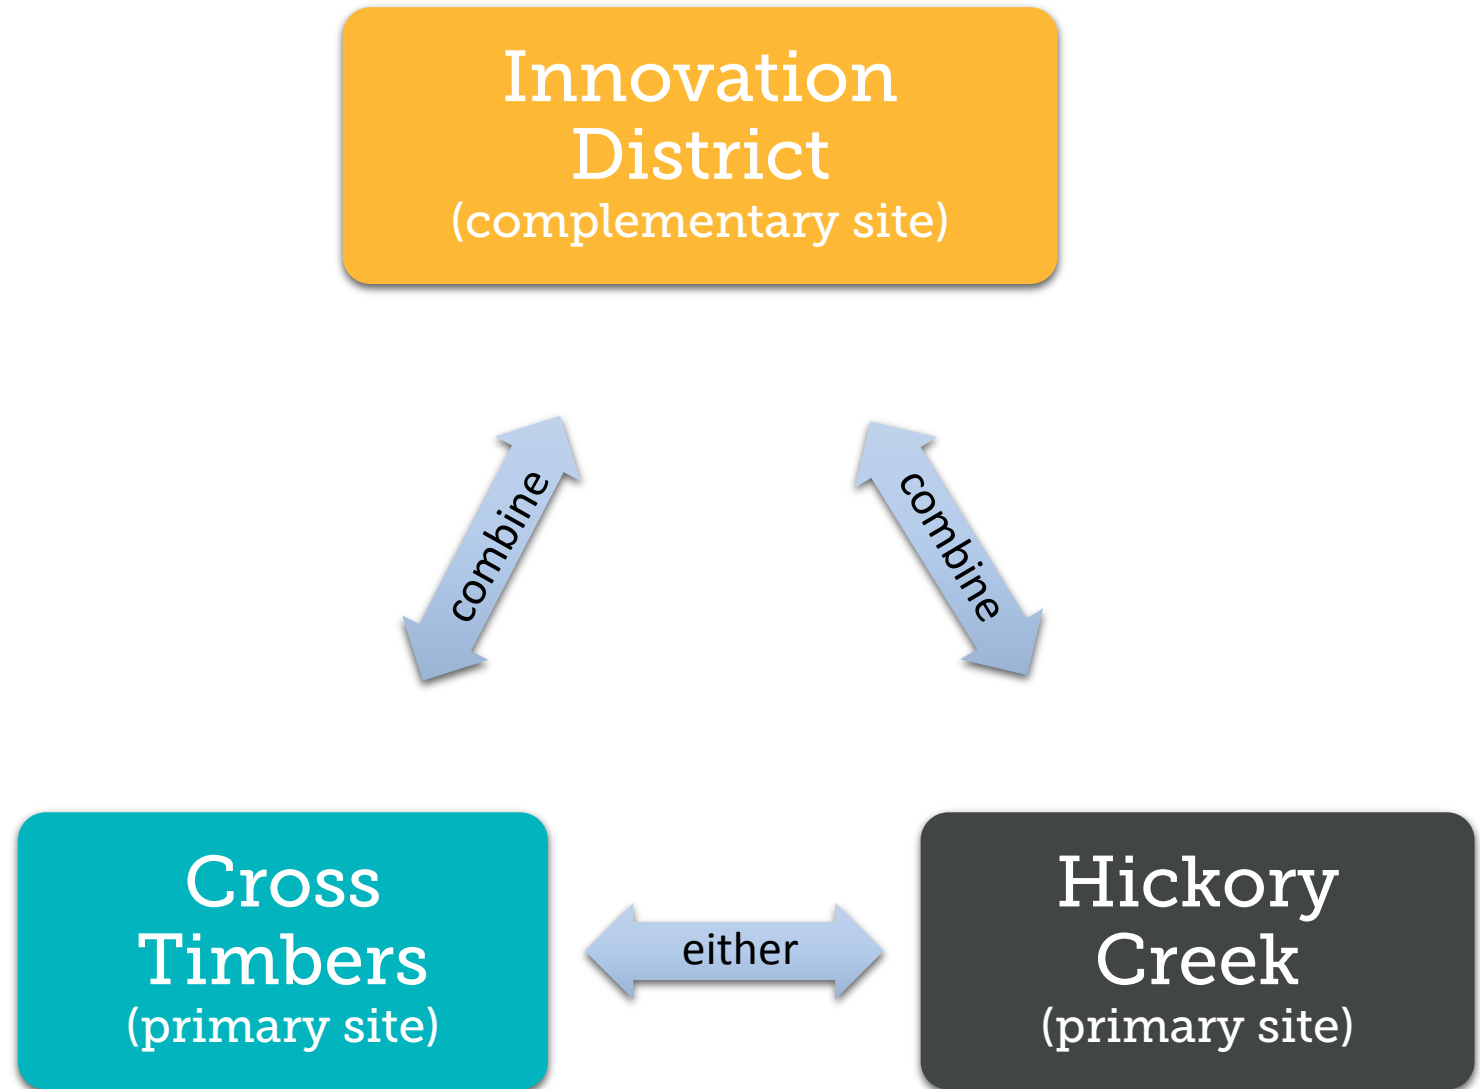 Innovation
District
(complementary site)
combine
combine
Cross
Timbers
(primary site)
either
Hickory
Creek
(primary site)